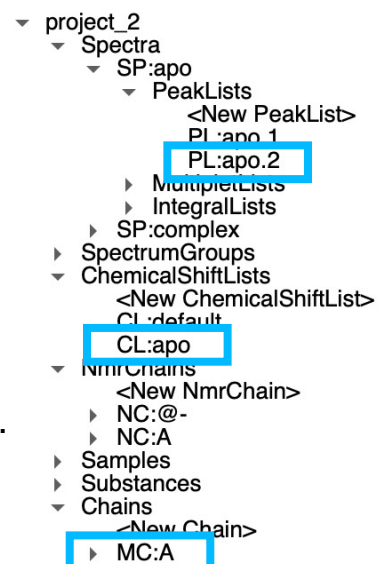 project_2
Spectra
SP:apo
PeakLists
<New PeakList>
PL:apo.1
PL:apo.2
MultipletLists
IntegralLists
SP:complex
SpectrumGroups
ChemicalShiftLists
<New ChemicalShiftList>
CL:default
CL:apo
NmrChains
<New NmrChain>
NC:@-
.
NC:A
Samples
Substances
Chains
<New Chain>
MC:A